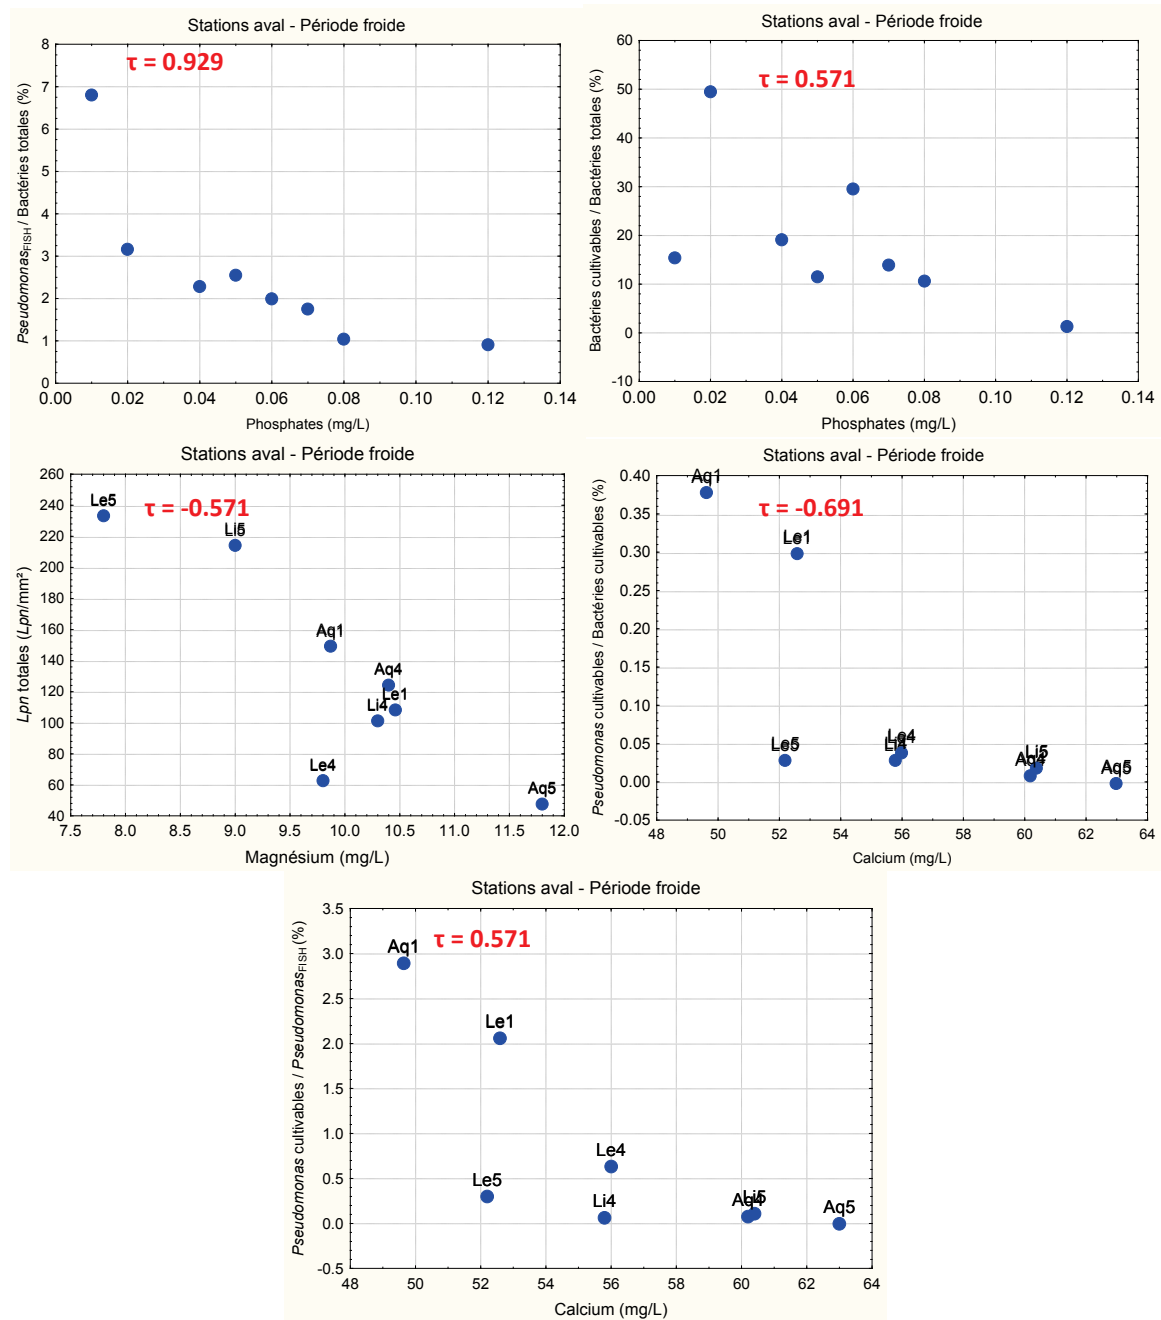 Stations aval - Période froide
τ = 0.929
Pseudomonas FISH / Bactéries totales (%)
8
7
6
5
4
3
2
1
0
0.00 0.02 0.04 0.06 0.08 0.10 0.12 0.14
Phosphates (mg/L)
Stations aval - Période froide
τ = 0.571
Bactéries cultivables / Bactéries totales (%)
60
50
40
30
20
10
0
-10
0.00 0.02 0.04 0.06 0.08 0.10 0.12 0.14
Phosphates (mg/L)
Stations aval - Période froide
τ = -0.571
Lpn totales (Lpn/mm²)
260
240
220
200
180
160
140
120
100
80
60
40
Le5
Li5
Aq1
Aq4
Le1
Li4
Le4
Aq5
7.5 8.0 8.5 9.0 9.5 10.0 10.5 11.0 11.5 12.0
Magnésium (mg/L)
Stations aval - Période froide
τ = -0.691
Pseudomonas cultivables / Bactéries cultivables (%)
0.40
0.35
0.30
0.25
0.20
0.15
0.10
0.05
0.00
-0.05
Aq1
Le1
Le5
Le4
Li4
Li5
Aq4
Aq5
48 50 52 54 56 58 60 62 64
Calcium (mg/L)
Stations aval - Période froide
τ = 0.571
Pseudomonas cultivables / Pseudomonas FISH (%)
3.5
3.0
2.5
2.0
1.5
1.0
0.5
0.0
-0.5
Aq1
Le1
Le4
Le5
Li4
Aq4
Li5
Aq5
48 50 52 54 56 58 60 62 64
Calcium (mg/L)